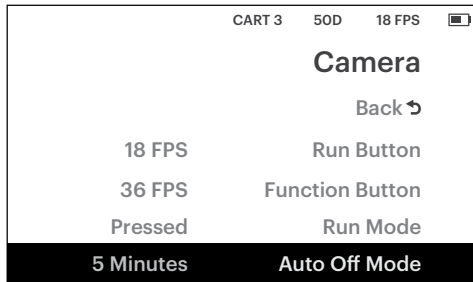 CART 3 50D 18 FPS
Camera
Back
18 FPS Run Button
36 FPS Function Button
Pressed Run Mode
5 Minutes Auto Off Mode